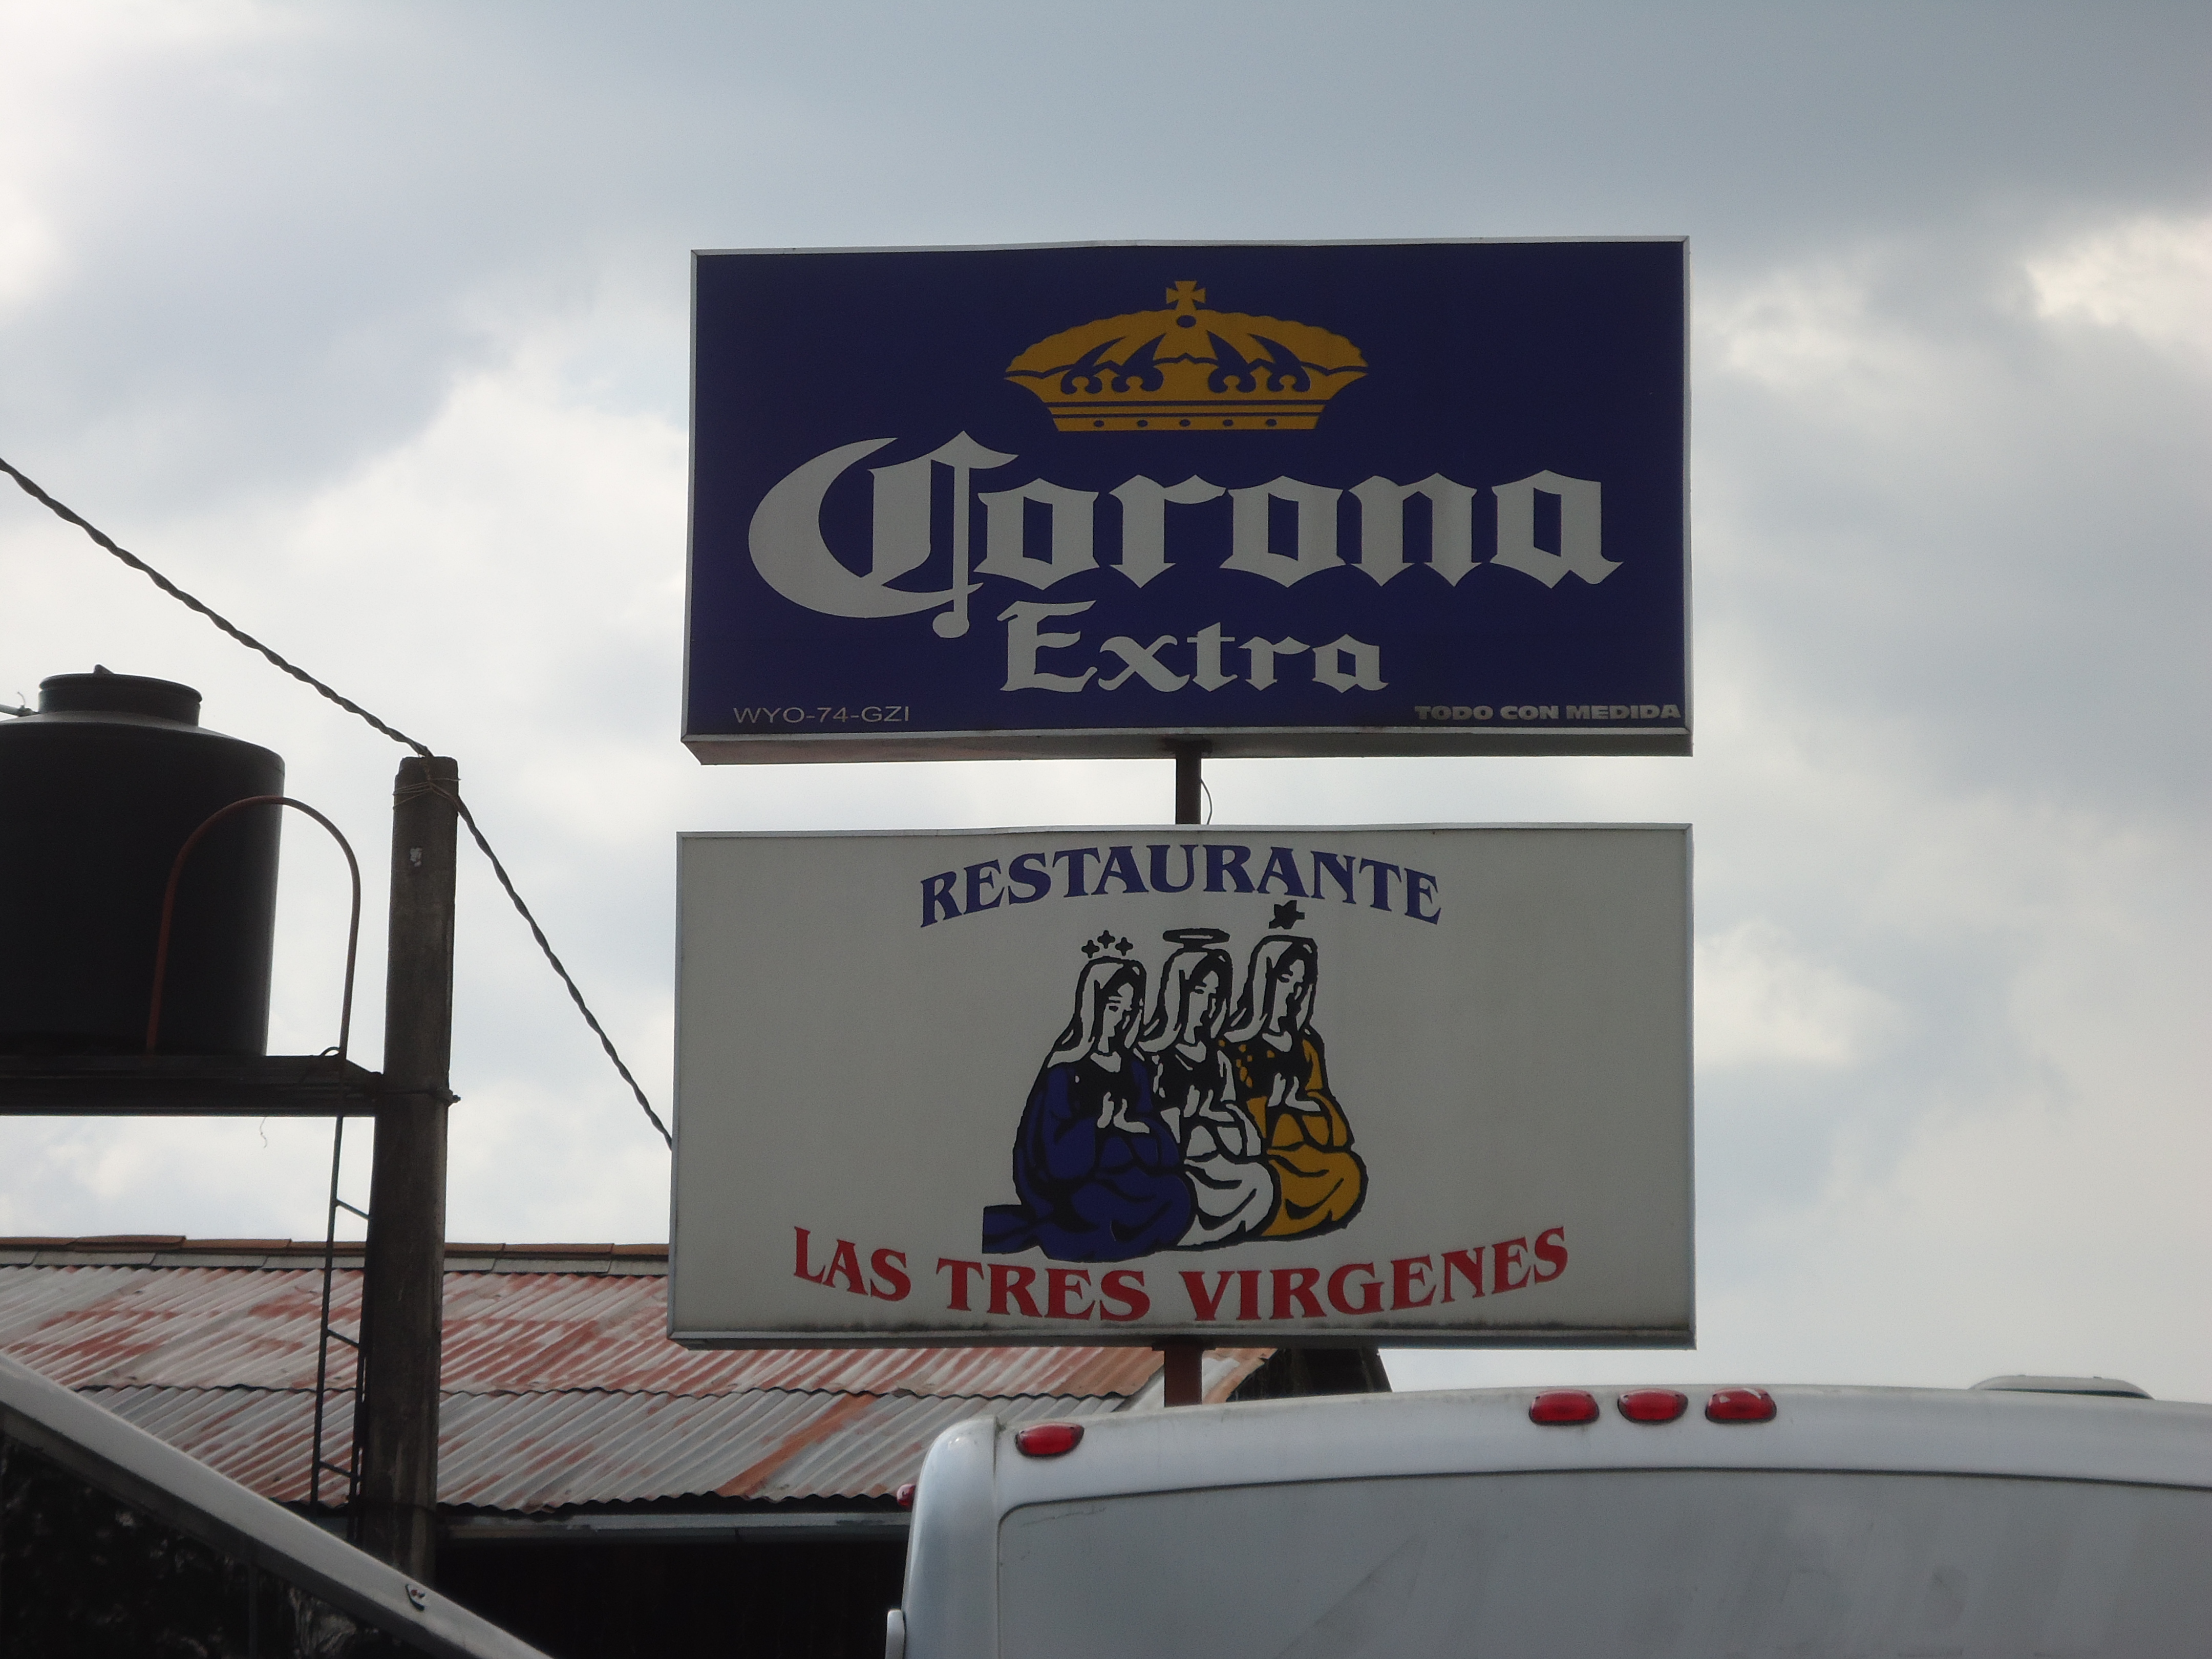 Corona
Extra
WYO-74-GZI
TODO CON MEDIDA
RESTAURANTE
LAS TRES VIRGENES